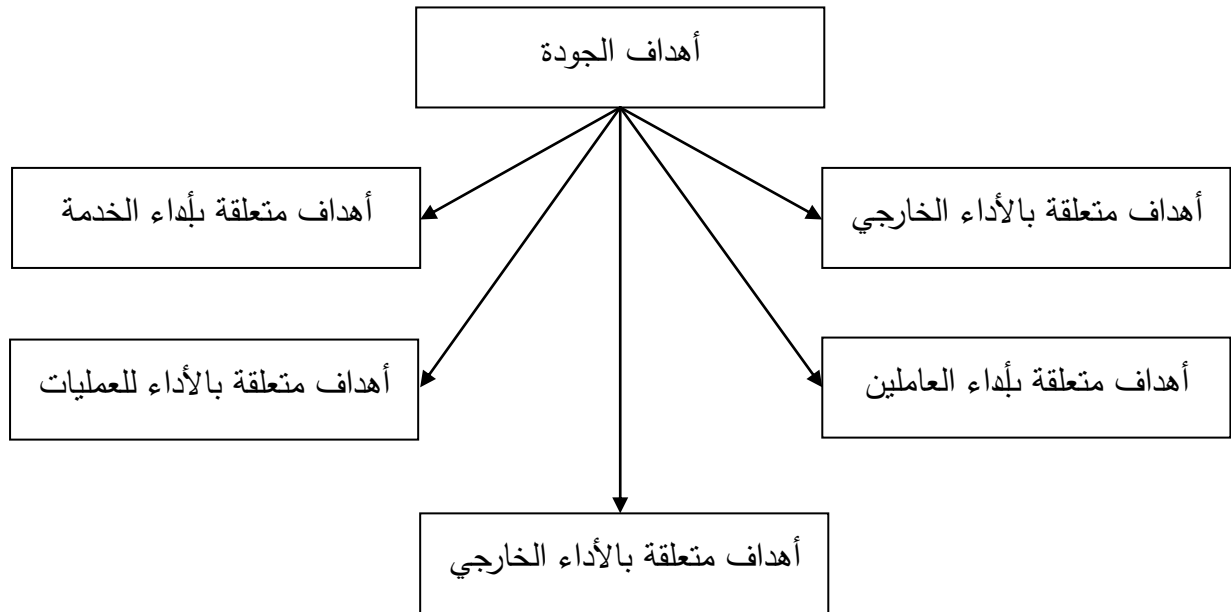 أهداف الجودة
أهداف متعلقة بالأداء الخارجي
أهداف متعلقة بأداء الخدمة
أهداف متعلقة بأداء العاملين
أهداف متعلقة بالأداء للعمليات
أهداف متعلقة بالأداء الخارجي